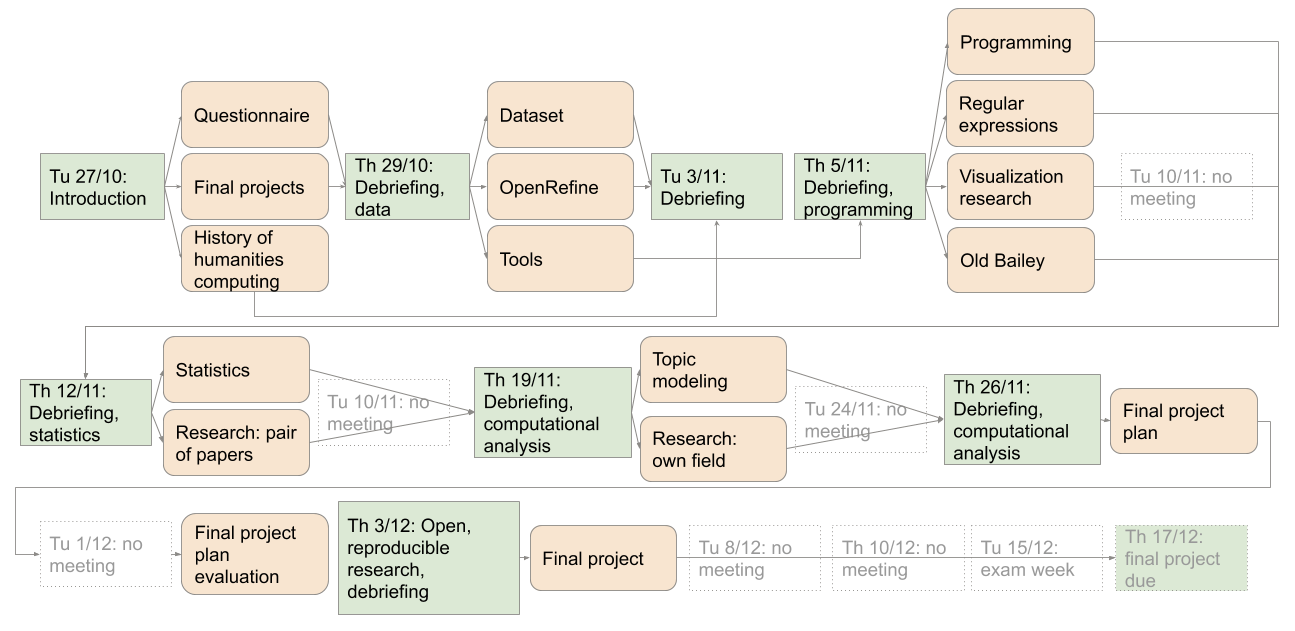 Programming
Questionnaire
Dataset
Regular
expressions
Tu 27/10:
Introduction
Final projects
Th 29/10:
Debriefing,
data
OpenRefine
Tu 3/11:
Debriefing
Th 5/11:
Debriefing,
programming
Visualization
research
Tu 10/11: no
meeting
History of
humanities
computing
Tools
Old Bailey
Th 12/11:
Debriefing,
statistics
Statistics
Research: pair
of papers
Tu 10/11: no
meeting
Th 19/11:
Debriefing,
computational
analysis
Topic
modeling
Research:
own field
Tu 24/11: no
meeting
Th 26/11:
Debriefing,
computational
analysis
Final project
plan
Tu 1/12: no
meeting
Final project
plan
evaluation
Th 3/12: Open,
reproducible
research,
debriefing
Final project
Tu 8/12: no
meeting
Th 10/12: no
meeting
Tu 15/12:
exam week
Th 17/12:
final project
due